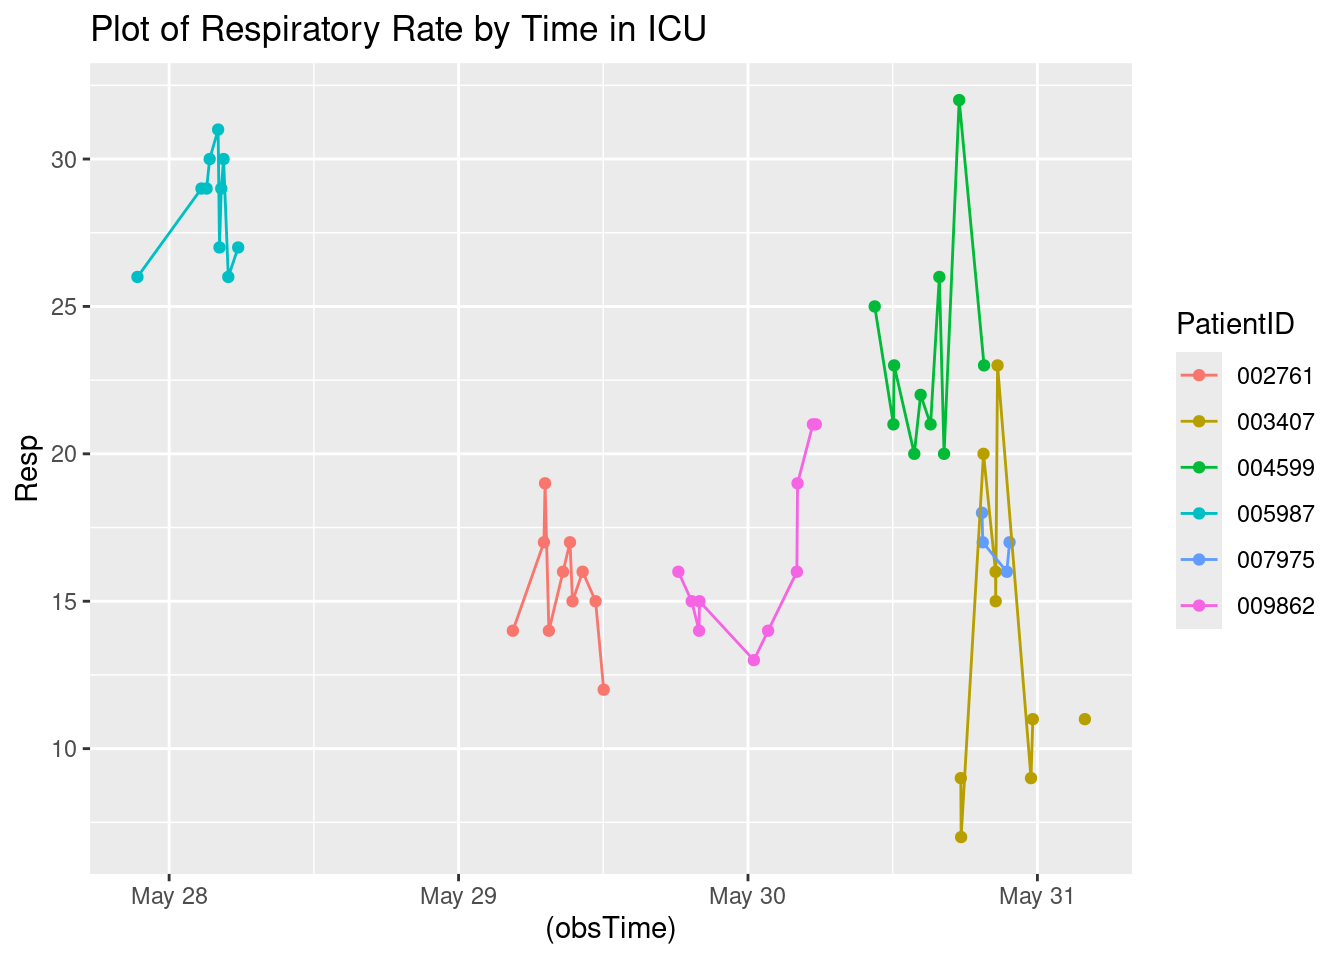 Plot of Respiratory Rate by Time in ICU
Resp
30
25
20
15
10
May 28
May 29
May 30
May 31
(obsTime)
PatientID
002761
003407
004599
005987
007975
009862